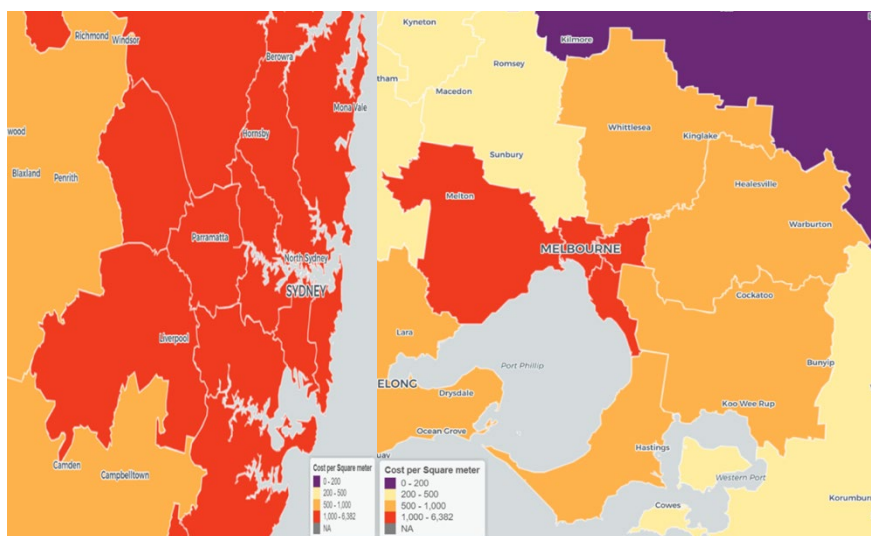 Richmond
Windsor
Berowra
Mona Vale
Hornsby
wood
Blaxland
Penrith
Parramatta
North Sydney
SYDNEY
Liverpool
Camden
Campbelltown
Cost per Square meter
0 - 200
200 - 500
500 - 1,000
1,000 - 6,382
NA
Kyneton
Kilmore
Romsey
tham
Macedon
Whittlesea
Kinglake
Sunbury
Healesville
Melton
Warburton
MELBOURNE
Cockatoo
Lara
Bunyip
Port Phillip
ELONG
Drysdale
Koo Wee Rup
Ocean Grove
Hastings
uay
Western Port
Cowes
Korumbur
Cost per Square meter
0 - 200
200 - 500
500 - 1,000
1,000 - 6,382
NA